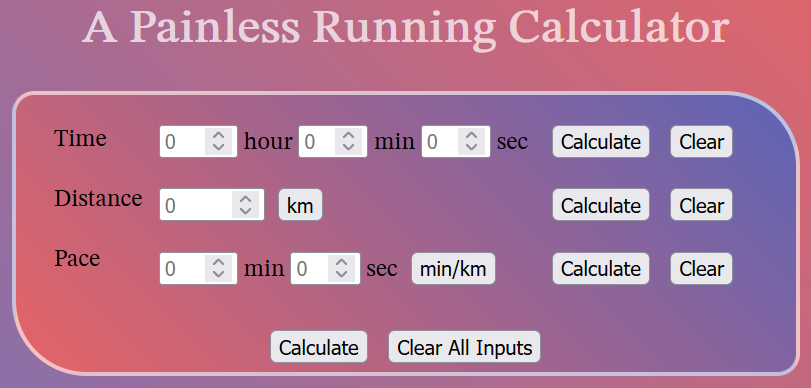 A Painless Running Calculator
Time 0 hour 0 min 0 sec Calculate Clear
Distance 0 km Calculate Clear
Pace 0 min 0 sec min/km Calculate Clear
Calculate Clear All Inputs